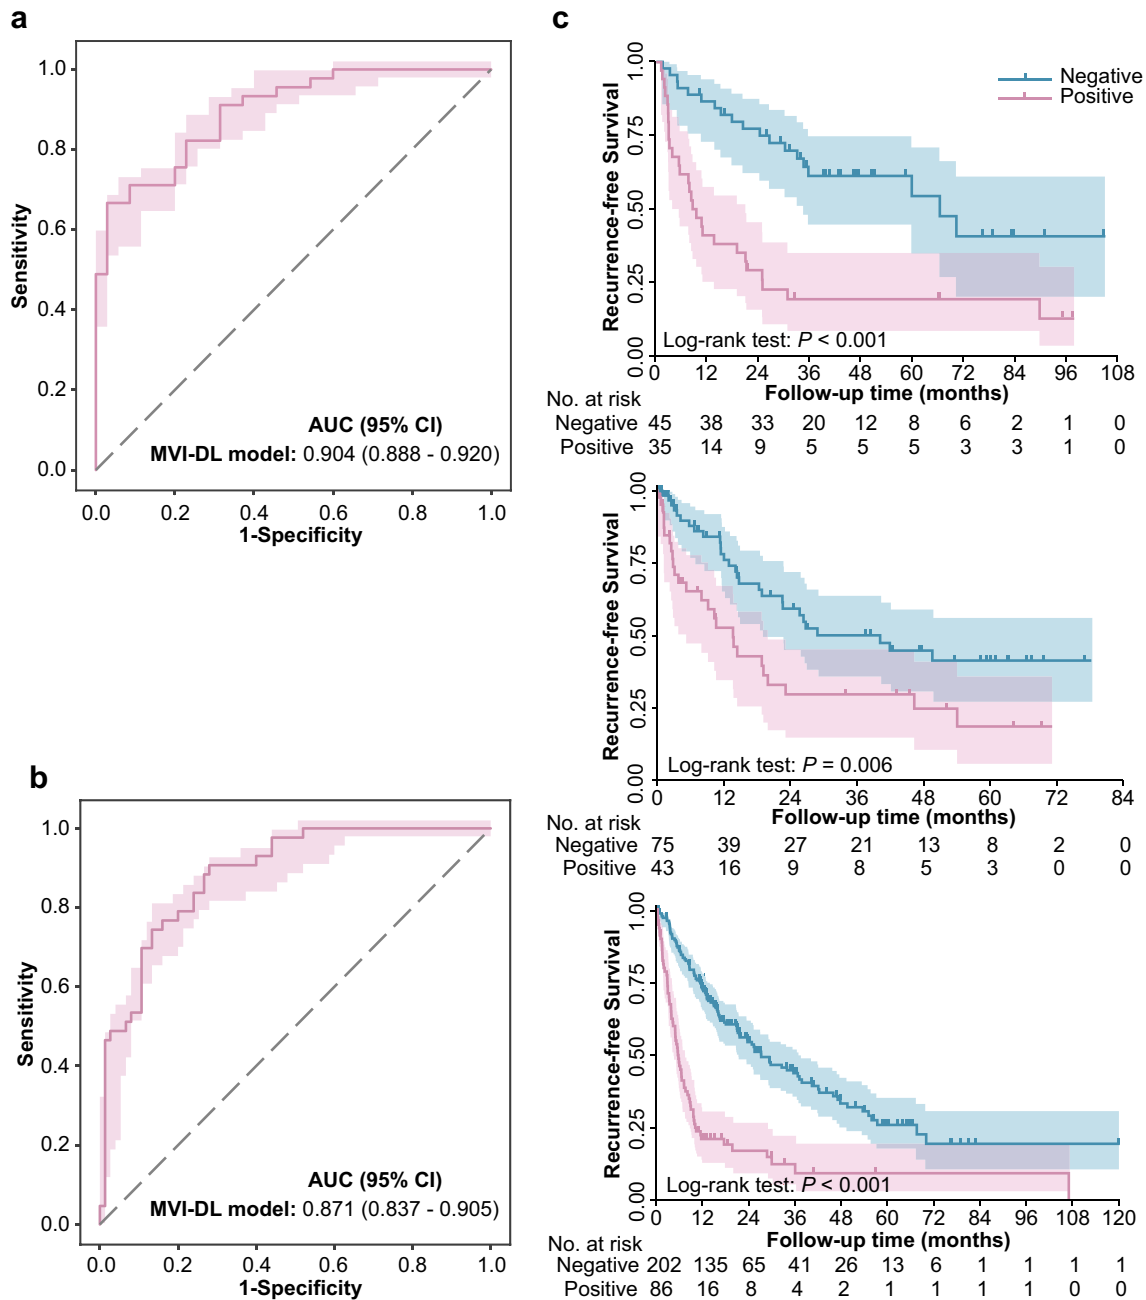 a
1.0
0.8
0.6
0.4
0.2
0.0
Sensitivity
AUC (95% CI)
MVI-DL model: 0.904 (0.888 - 0.920)
0.0 0.2 0.4 0.6 0.8 1.0
1-Specificity
b
1.0
0.8
0.6
0.4
0.2
0.0
Sensitivity
AUC (95% CI)
MVI-DL model: 0.871 (0.837 - 0.905)
0.0 0.2 0.4 0.6 0.8 1.0
1-Specificity
c
Negative
Positive
1.00
0.75
0.50
0.25
0.00
Recurrence-free Survival
Log-rank test: P < 0.001
0 12 24 36 48 60 72 84 96 108
Follow-up time (months)
No. at risk
Negative 45 38 33 20 12 8 6 2 1 0
Positive 35 14 9 5 5 5 3 3 1 0
1.00
0.75
0.50
0.25
0.00
Recurrence-free Survival
Log-rank test: P = 0.006
0 12 24 36 48 60 72 84
Follow-up time (months)
No. at risk
Negative 75 39 27 21 13 8 2 0
Positive 43 16 9 8 5 3 0 0
1.00
0.75
0.50
0.25
0.00
Recurrence-free Survival
Log-rank test: P < 0.001
0 12 24 36 48 60 72 84 96 108 120
Follow-up time (months)
No. at risk
Negative 202 135 65 41 26 13 6 1 1 1 1
Positive 86 16 8 4 2 1 1 1 1 0 0